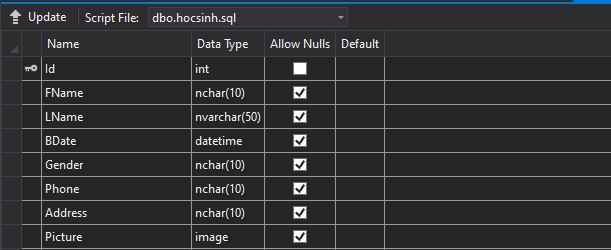 Update Script File: dbo.hocsinh.sql
Name Data Type Allow Nulls Default
Id int
FName nchar(10)
LName nvarchar(50)
BDate datetime
Gender nchar(10)
Phone nchar(10)
Address nchar(10)
Picture image